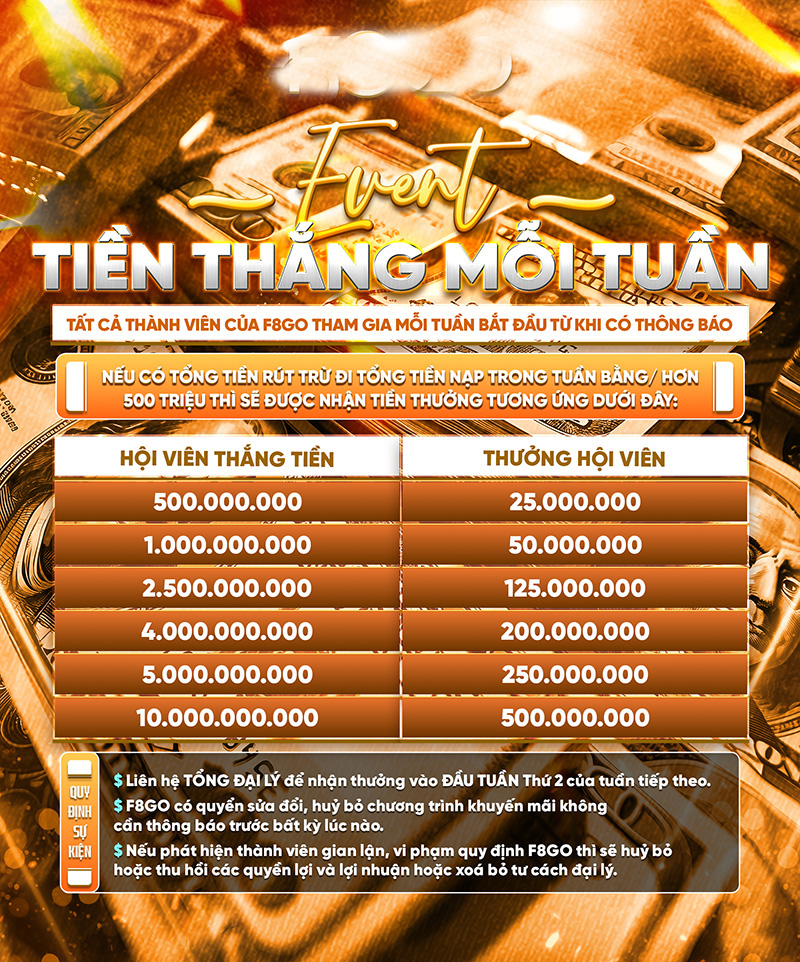 Event
TIỀN THẮNG MỖI TUẦN
TẤT CẢ THÀNH VIÊN CỦA F8GO THAM GIA MỖI TUẦN BẮT ĐẦU TỪ KHI CÓ THÔNG BÁO
NẾU CÓ TỔNG TIỀN RÚT TRỪ ĐI TỔNG TIỀN NẠP TRONG TUẦN BẰNG/ HƠN
500 TRIỆU THÌ SẼ ĐƯỢC NHẬN TIỀN THƯỞNG TƯƠNG ỨNG DƯỚI ĐÂY:
HỘI VIÊN THẮNG TIỀN THƯỞNG HỘI VIÊN
500.000.000 25.000.000
1.000.000.000 50.000.000
2.500.000.000 125.000.000
4.000.000.000 200.000.000
5.000.000.000 250.000.000
10.000.000.000 500.000.000
QUY
ĐỊNH
SỰ
KIỆN
$ Liên hệ TỔNG ĐẠI LÝ để nhận thưởng vào ĐẦU TUẦN Thứ 2 của tuần tiếp theo.
$ F8GO có quyền sửa đổi, huỷ bỏ chương trình khuyến mãi không
cần thông báo trước bất kỳ lúc nào.
$ Nếu phát hiện thành viên gian lận, vi phạm quy định F8GO thì sẽ huỷ bỏ
hoặc thu hồi các quyền lợi và lợi nhuận hoặc xoá bỏ tư cách đại lý.